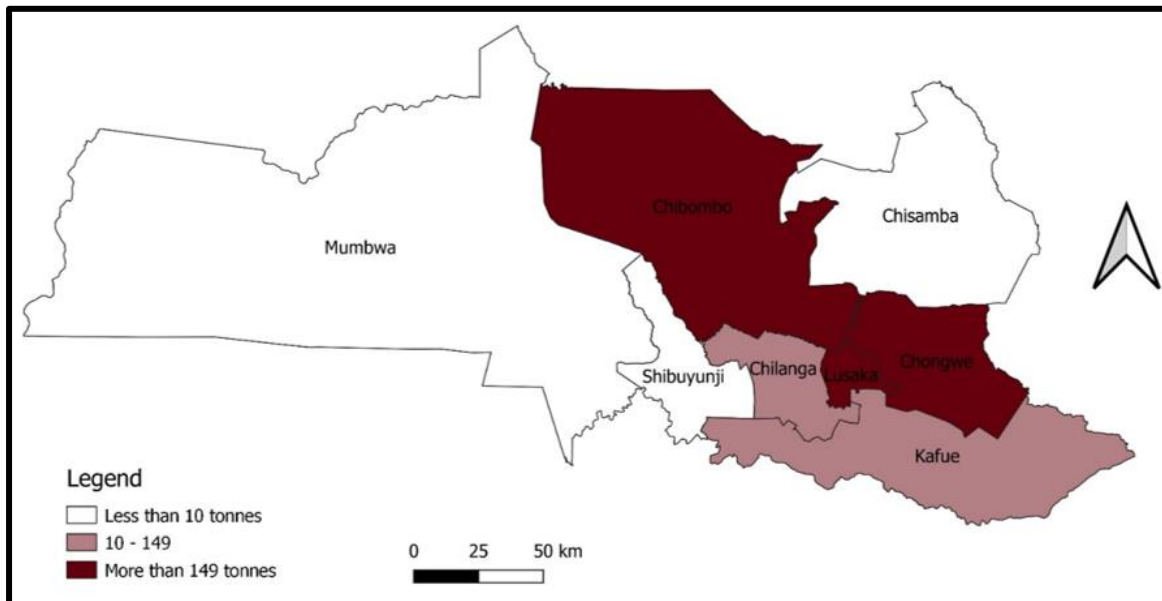 Chibombo
Chisamba
Mumbwa
Shibuyunji
Chilanga
Lusaka
Chongwe
Kafue
Legend
Less than 10 tonnes
10 - 149
More than 149 tonnes
0 25 50 km